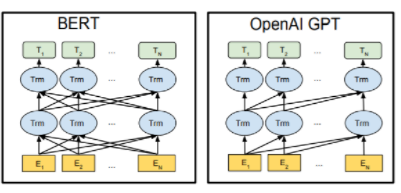 BERT
T1 T2 ... TN
Trm Trm Trm
Trm Trm Trm
E1 E2 ... EN
OpenAI GPT
T1 T2 ... TN
Trm Trm Trm
Trm Trm Trm
E1 E2 ... EN